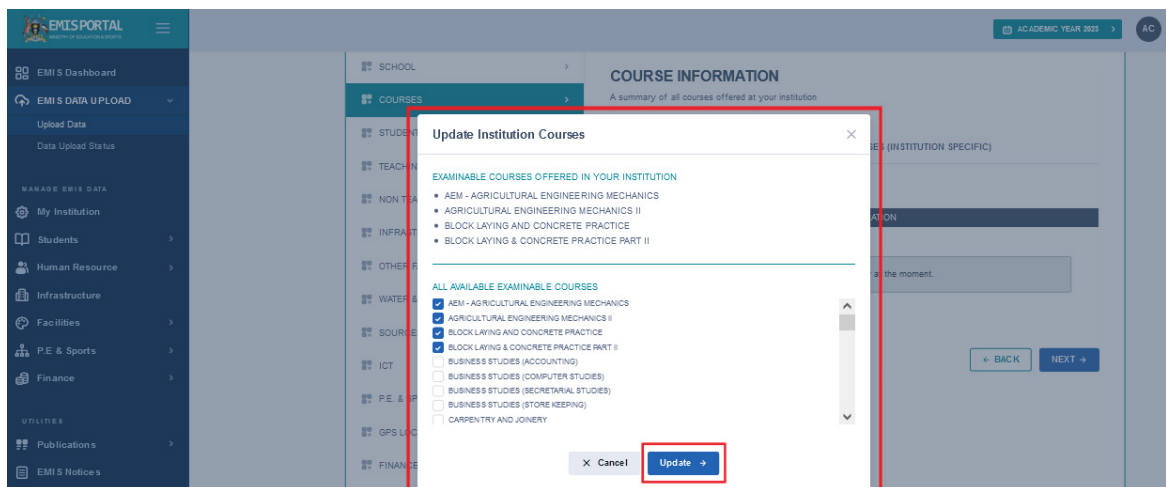 EMIS PORTAL
MINISTRY OF EDUCATION & SPORTS
ACADEMIC YEAR 2023
AC
EMIS Dashboard
EMIS DATA UPLOAD
Upload Data
Data Upload Status
MANAGE EMIS DATA
My Institution
Students
Human Resource
Infrastructure
Facilities
P.E & Sports
Finance
UTILITIES
Publications
EMIS Notices
SCHOOL
COURSES
STUDENT
TEACHIN
NON TEA
INFRAST
OTHER F
WATER &
SOURCE
ICT
P.E. & SP
GPS LOC
FINANCE
COURSE INFORMATION
A summary of all courses offered at your institution
SES (INSTITUTION SPECIFIC)
ATION
at the moment.
BACK
NEXT
Update Institution Courses
EXAMINABLE COURSES OFFERED IN YOUR INSTITUTION
AEM - AGRICULTURAL ENGINEERING MECHANICS
AGRICULTURAL ENGINEERING MECHANICS II
BLOCK LAYING AND CONCRETE PRACTICE
BLOCK LAYING & CONCRETE PRACTICE PART II
ALL AVAILABLE EXAMINABLE COURSES
AEM - AGRICULTURAL ENGINEERING MECHANICS
AGRICULTURAL ENGINEERING MECHANICS II
BLOCK LAYING AND CONCRETE PRACTICE
BLOCK LAYING & CONCRETE PRACTICE PART II
BUSINESS STUDIES (ACCOUNTING)
BUSINESS STUDIES (COMPUTER STUDIES)
BUSINESS STUDIES (SECRETARIAL STUDIES)
BUSINESS STUDIES (STORE KEEPING)
CARPENTRY AND JOINERY
Cancel
Update